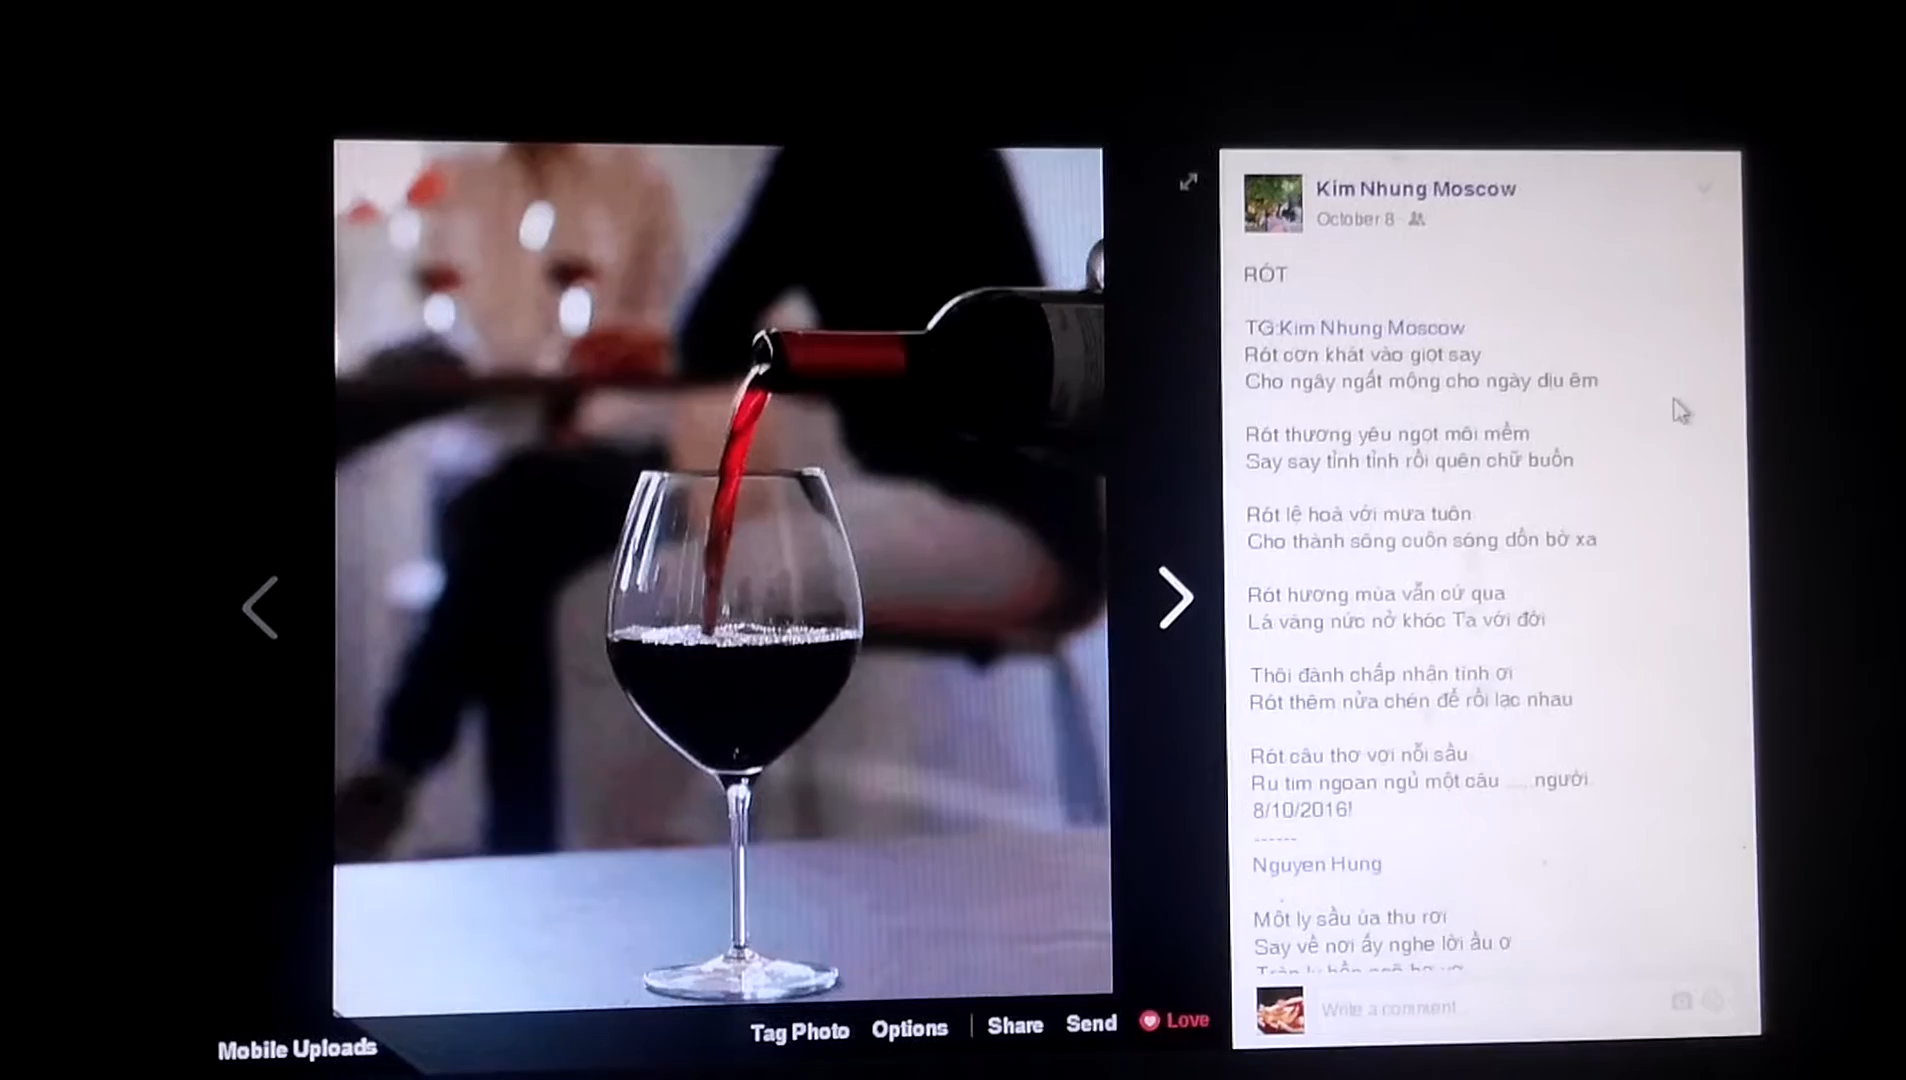 Kim Nhung Moscow
October 8
RÓT
TG:Kim Nhung Moscow
Rót cơn khát vào giọt say
Cho ngây ngất mộng cho ngày dịu êm
Rót thương yêu ngọt môi mềm
Say say tỉnh tỉnh rồi quên chữ buồn
Rót lệ hoà với mưa tuôn
Cho thành sông cuộn sóng dồn bờ xa
Rót hương mùa vẫn cứ qua
Lá vàng nức nở khóc Ta với đời
Thôi đành chấp nhận tình ơi
Rót thêm nửa chén để rồi lạc nhau
Rót câu thơ vợi nỗi sầu
Ru tim ngoan ngủ một câu .....người
8/10/2016!
------
Nguyen Hung
Một ly sầu úa thu rơi
Say về nơi ấy nghe lời ầu ơ
Write a comment
Tag Photo Options Share Send Love
Mobile Uploads